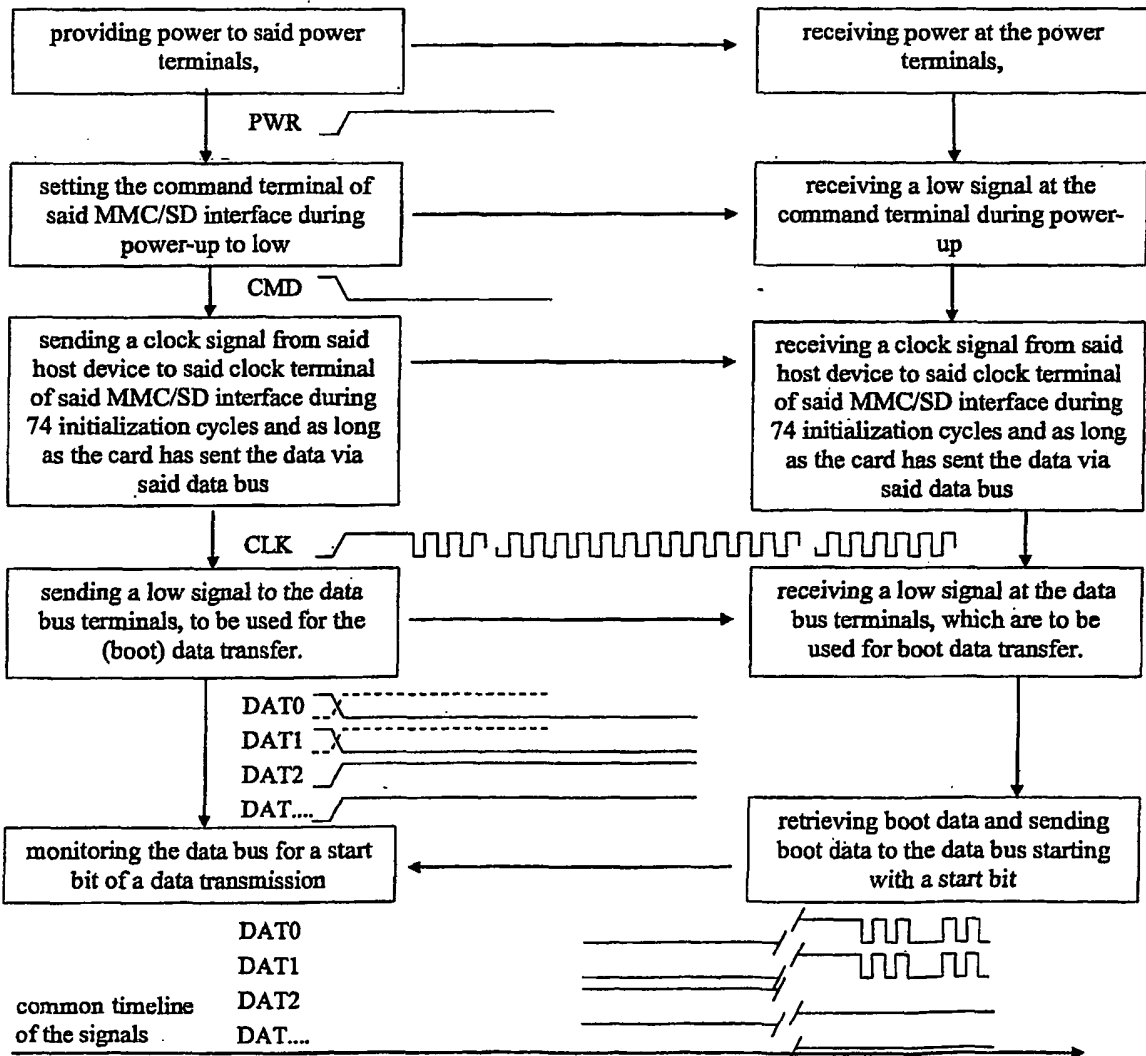 providing power to said power
terminals,
receiving power at the power
terminals,
PWR
setting the command terminal of
said MMC/SD interface during
power-up to low
receiving a low signal at the
command terminal during power-
up
CMD
sending a clock signal from said
host device to said clock terminal
of said MMC/SD interface during
74 initialization cycles and as long
as the card has sent the data via
said data bus
receiving a clock signal from said
host device to said clock terminal
of said MMC/SD interface during
74 initialization cycles and as long
as the card has sent the data via
said data bus
CLK
sending a low signal to the data
bus terminals, to be used for the
(boot) data transfer.
receiving a low signal at the data
bus terminals, which are to be
used for boot data transfer.
DAT0
DAT1
DAT2
DAT....
monitoring the data bus for a start
bit of a data transmission
retrieving boot data and sending
boot data to the data bus starting
with a start bit
DAT0
DAT1
DAT2
DAT....
common timeline
of the signals